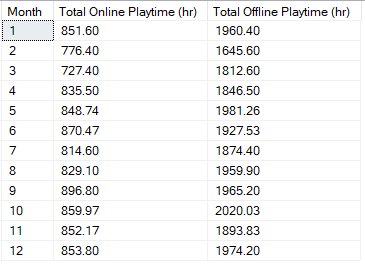 Month Total Online Playtime (hr) Total Offline Playtime (hr)
1 851.60 1960.40
2 776.40 1645.60
3 727.40 1812.60
4 835.50 1846.50
5 848.74 1981.26
6 870.47 1927.53
7 814.60 1874.40
8 829.10 1959.90
9 896.80 1965.20
10 859.97 2020.03
11 852.17 1893.83
12 853.80 1974.20